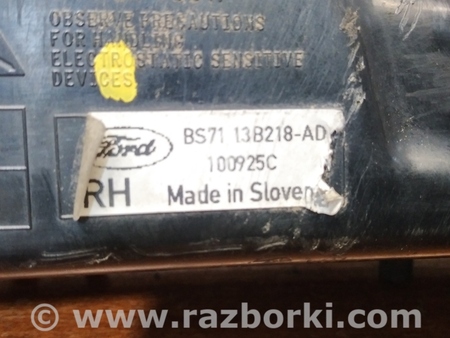 OBSERVE PRECAUTIONS
FOR HANDLING
ELECTROSTATIC SENSITIVE
DEVICES
Ford
BS71 13B218-AD
100925C
RH Made in Sloven
© www.razborki.com